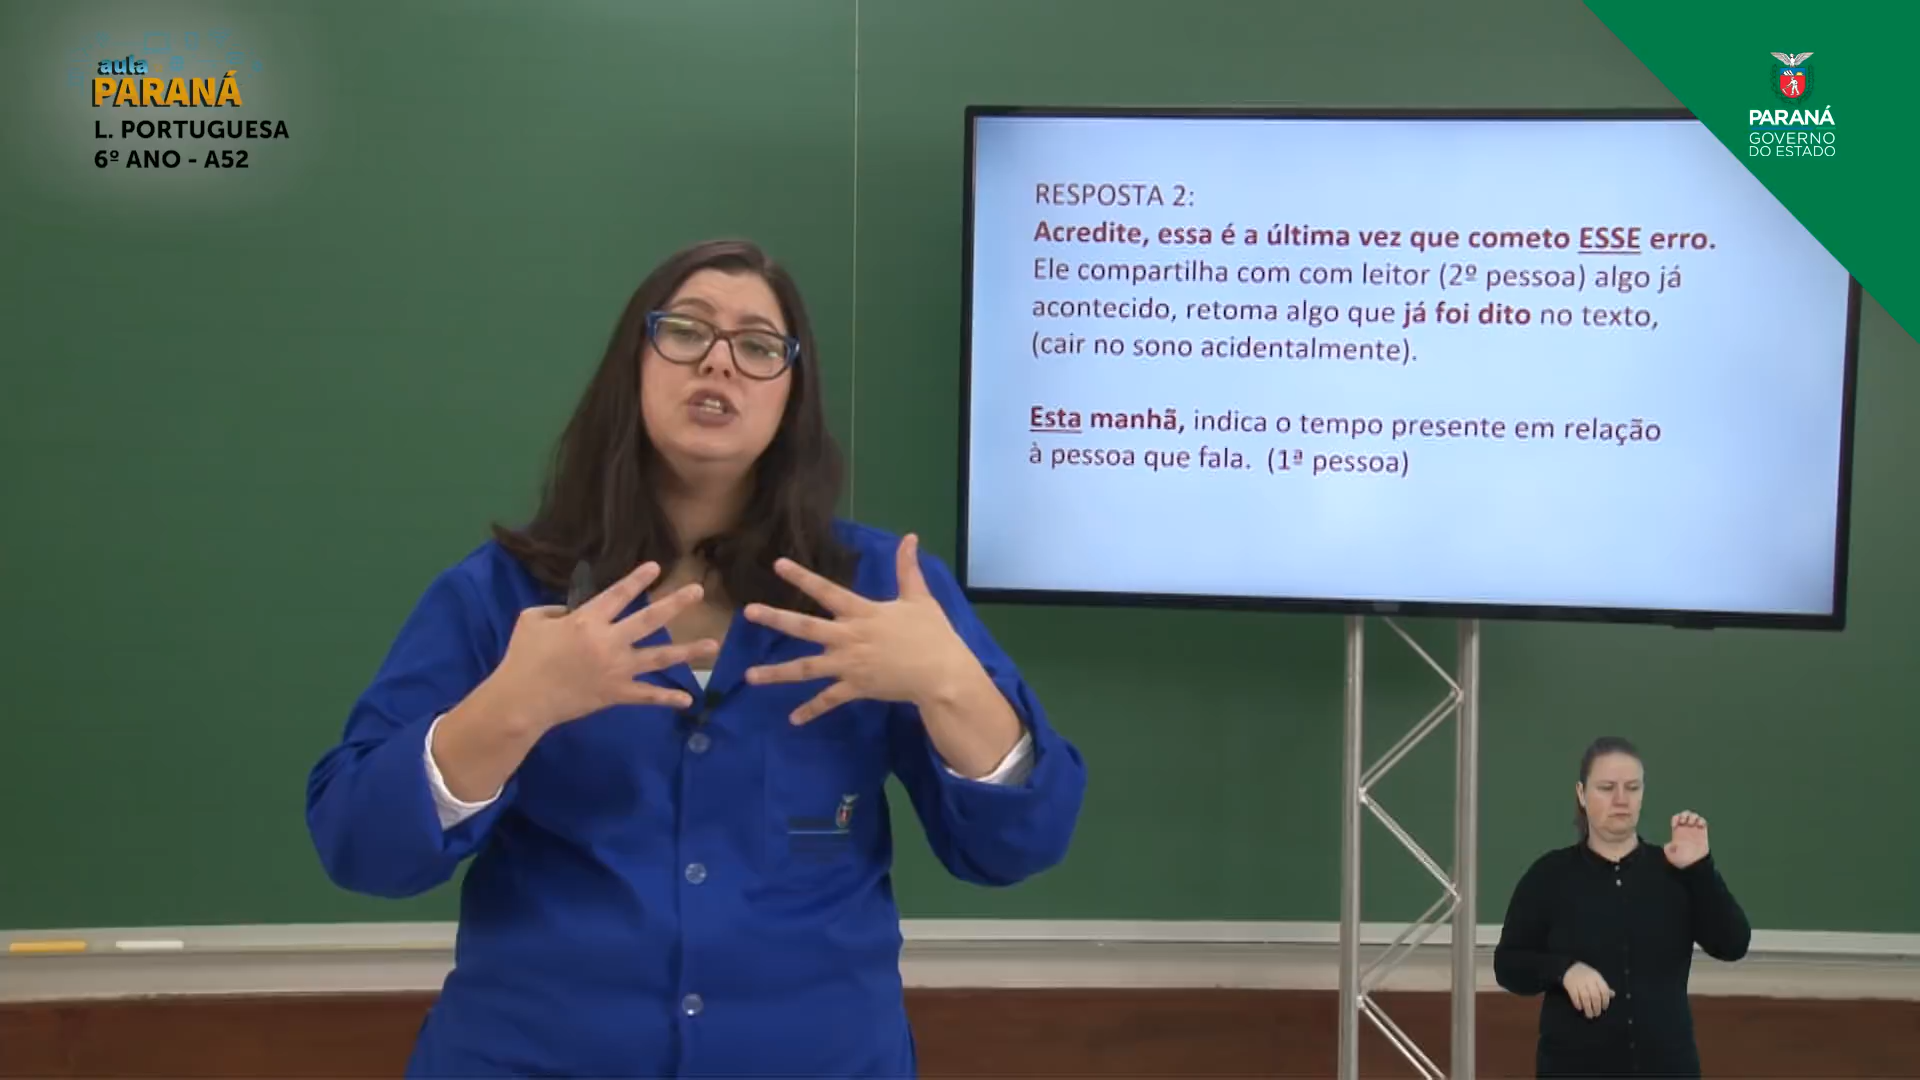 aula
PARANÁ
L. PORTUGUESA
6º ANO - A52
PARANÁ
GOVERNO
DO ESTADO
RESPOSTA 2:
Acredite, essa é a última vez que cometo ESSE erro.
Ele compartilha com com leitor (2º pessoa) algo já
acontecido, retoma algo que já foi dito no texto,
(cair no sono acidentalmente).
Esta manhã, indica o tempo presente em relação
à pessoa que fala. (1ª pessoa)